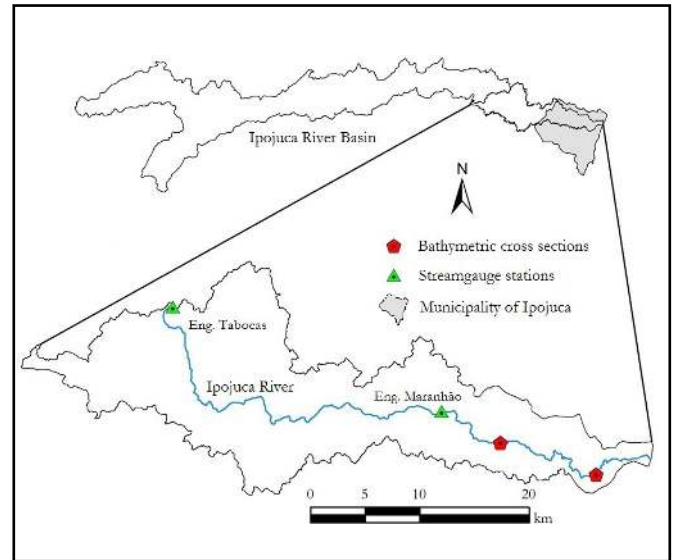 Ipojuca River Basin
N
Bathymetric cross sections
Streamgauge stations
Municipality of Ipojuca
Eng. Tabocas
Ipojuca River
Eng. Maranhão
0 5 10 20
km